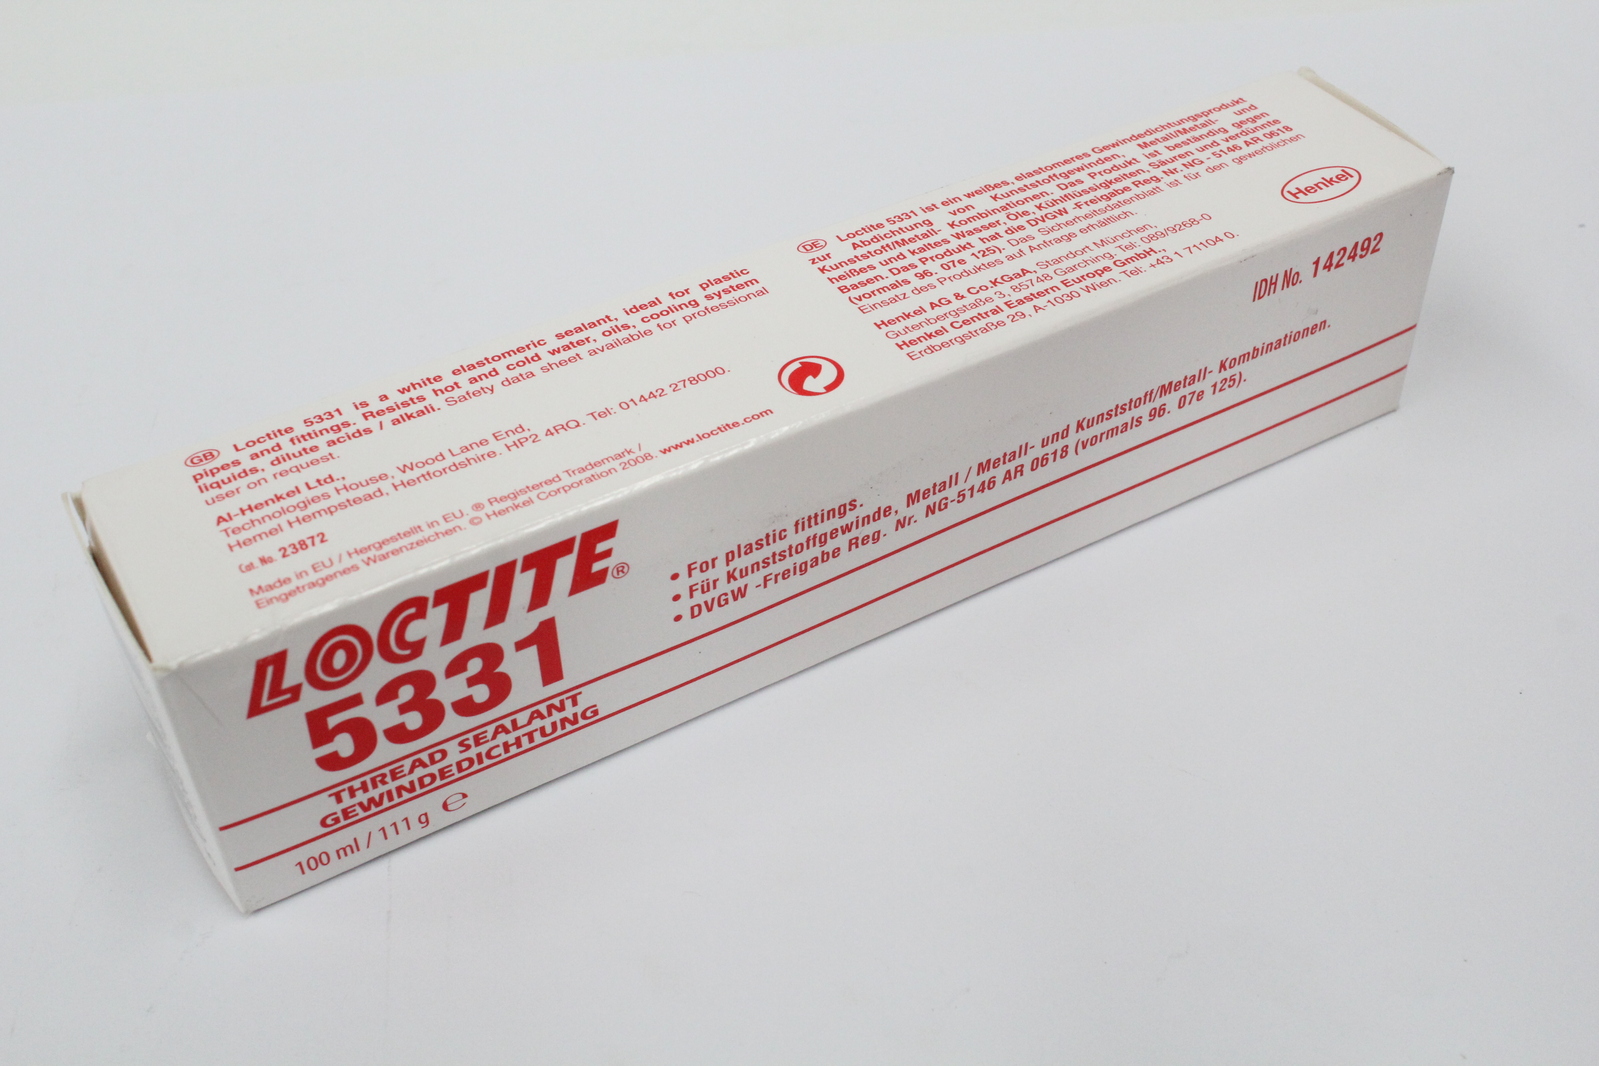 GB Loctite 5331 is a white elastomeric sealant, ideal for plastic
pipes and fittings. Resists hot and cold water, oils, cooling system
liquids, dilute acids / alkali. Safety data sheet available for professional
user on request.
Al-Henkel Ltd.,
Technologies House, Wood Lane End,
Hemel Hempstead, Hertfordshire. HP2 4RQ. Tel: 01442 278000.
Cat. No. 23872
Made in EU / Hergestellt in EU. ® Registered Trademark /
Eingetragenes Warenzeichen. © Henkel Corporation 2008. www.loctite.com
DE Loctite 5331 ist ein weißes, elastomeres Gewindedichtungsprodukt
zur Abdichtung von Kunststoffgewinden, Metall/Metall- und
Kunststoff/Metall- Kombinationen. Das Produkt ist beständig gegen
heißes und kaltes Wasser, Öle, Kühlflüssigkeiten, Säuren und verdünnte
Basen. Das Produkt hat die DVGW -Freigabe Reg. Nr. NG - 5146 AR 0618
(vormals 96. 07e 125). Das Sicherheitsdatenblatt ist für den gewerblichen
Einsatz des Produktes auf Anfrage erhältlich.
Henkel AG & Co.KGaA, Standort München,
Gutenbergstraße 3, 85748 Garching. Tel: 089/9268-0
Henkel Central Eastern Europe GmbH.,
Erdbergstraße 29, A-1030 Wien. Tel: +43 1 71104 0.
Henkel
LOCTITE®
5331
THREAD SEALANT
GEWINDEDICHTUNG
100 ml / 111 g e
• For plastic fittings.
• Für Kunststoffgewinde, Metall / Metall- und Kunststoff/Metall- Kombinationen.
• DVGW -Freigabe Reg. Nr. NG-5146 AR 0618 (vormals 96. 07e 125).
IDH No. 142492